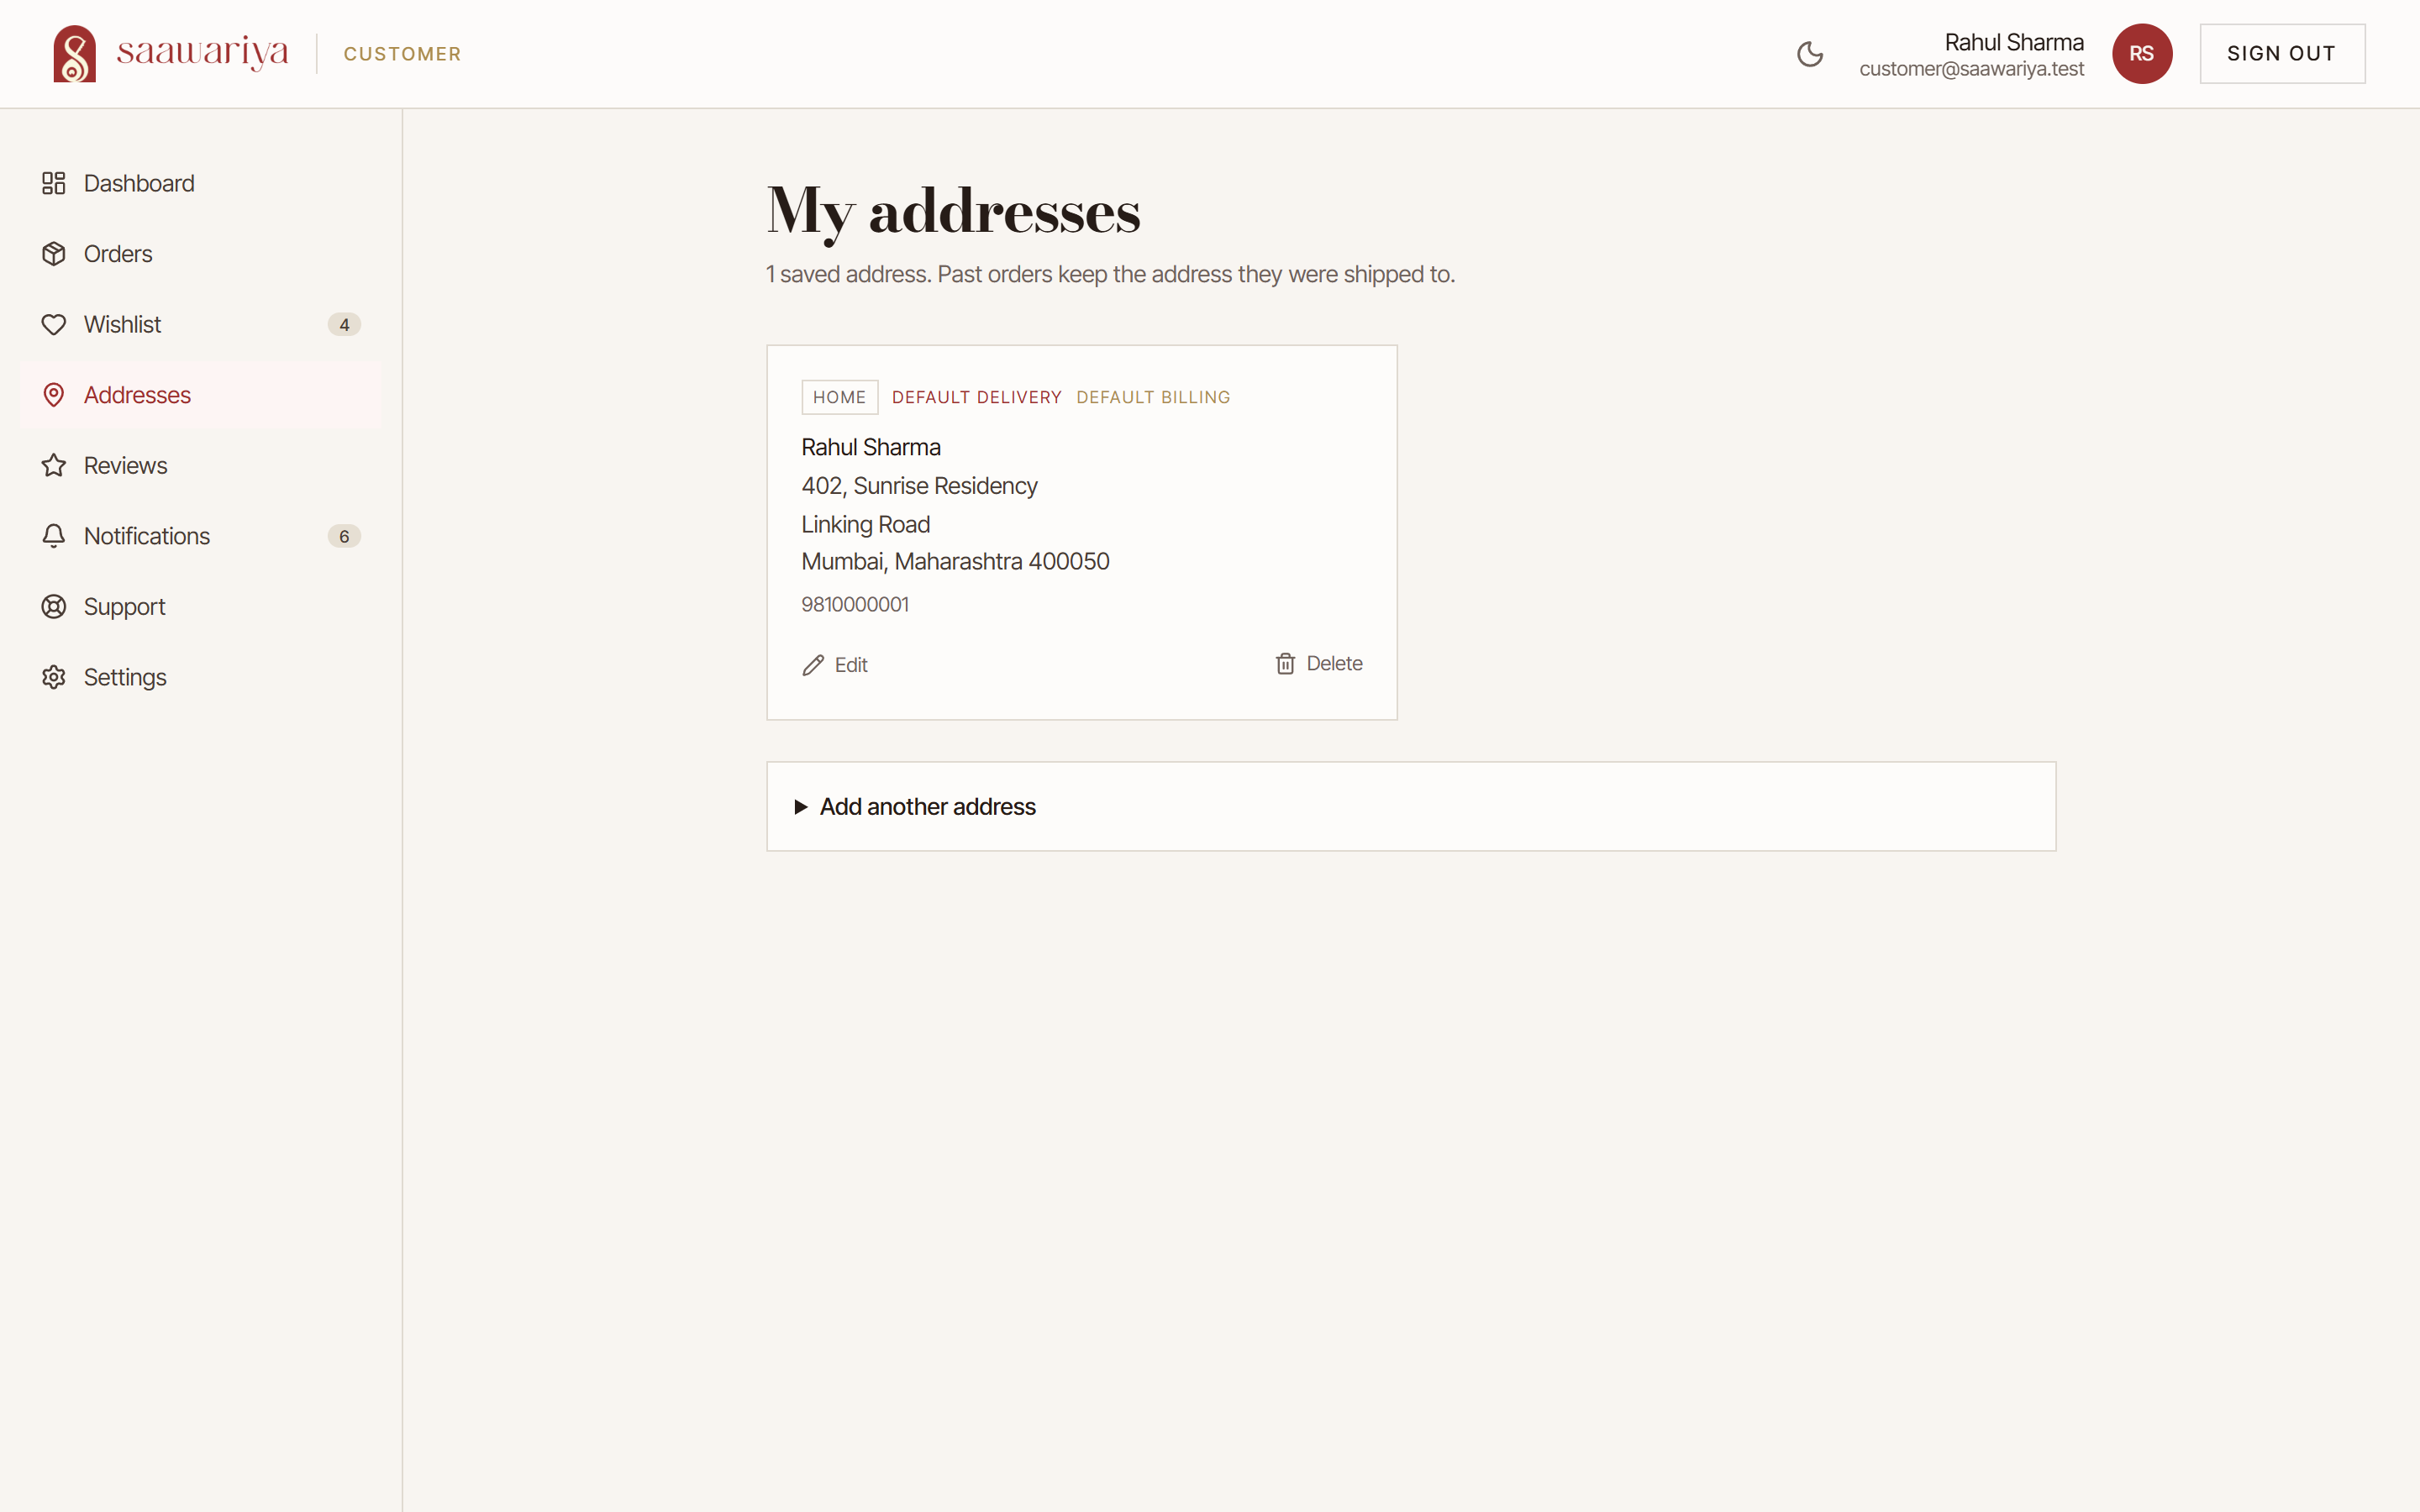 saawariya
CUSTOMER
Rahul Sharma
customer@saawariya.test
RS
SIGN OUT
Dashboard
Orders
Wishlist 4
Addresses
Reviews
Notifications 6
Support
Settings
My addresses
1 saved address. Past orders keep the address they were shipped to.
HOME DEFAULT DELIVERY DEFAULT BILLING
Rahul Sharma
402, Sunrise Residency
Linking Road
Mumbai, Maharashtra 400050
9810000001
Edit
Delete
Add another address